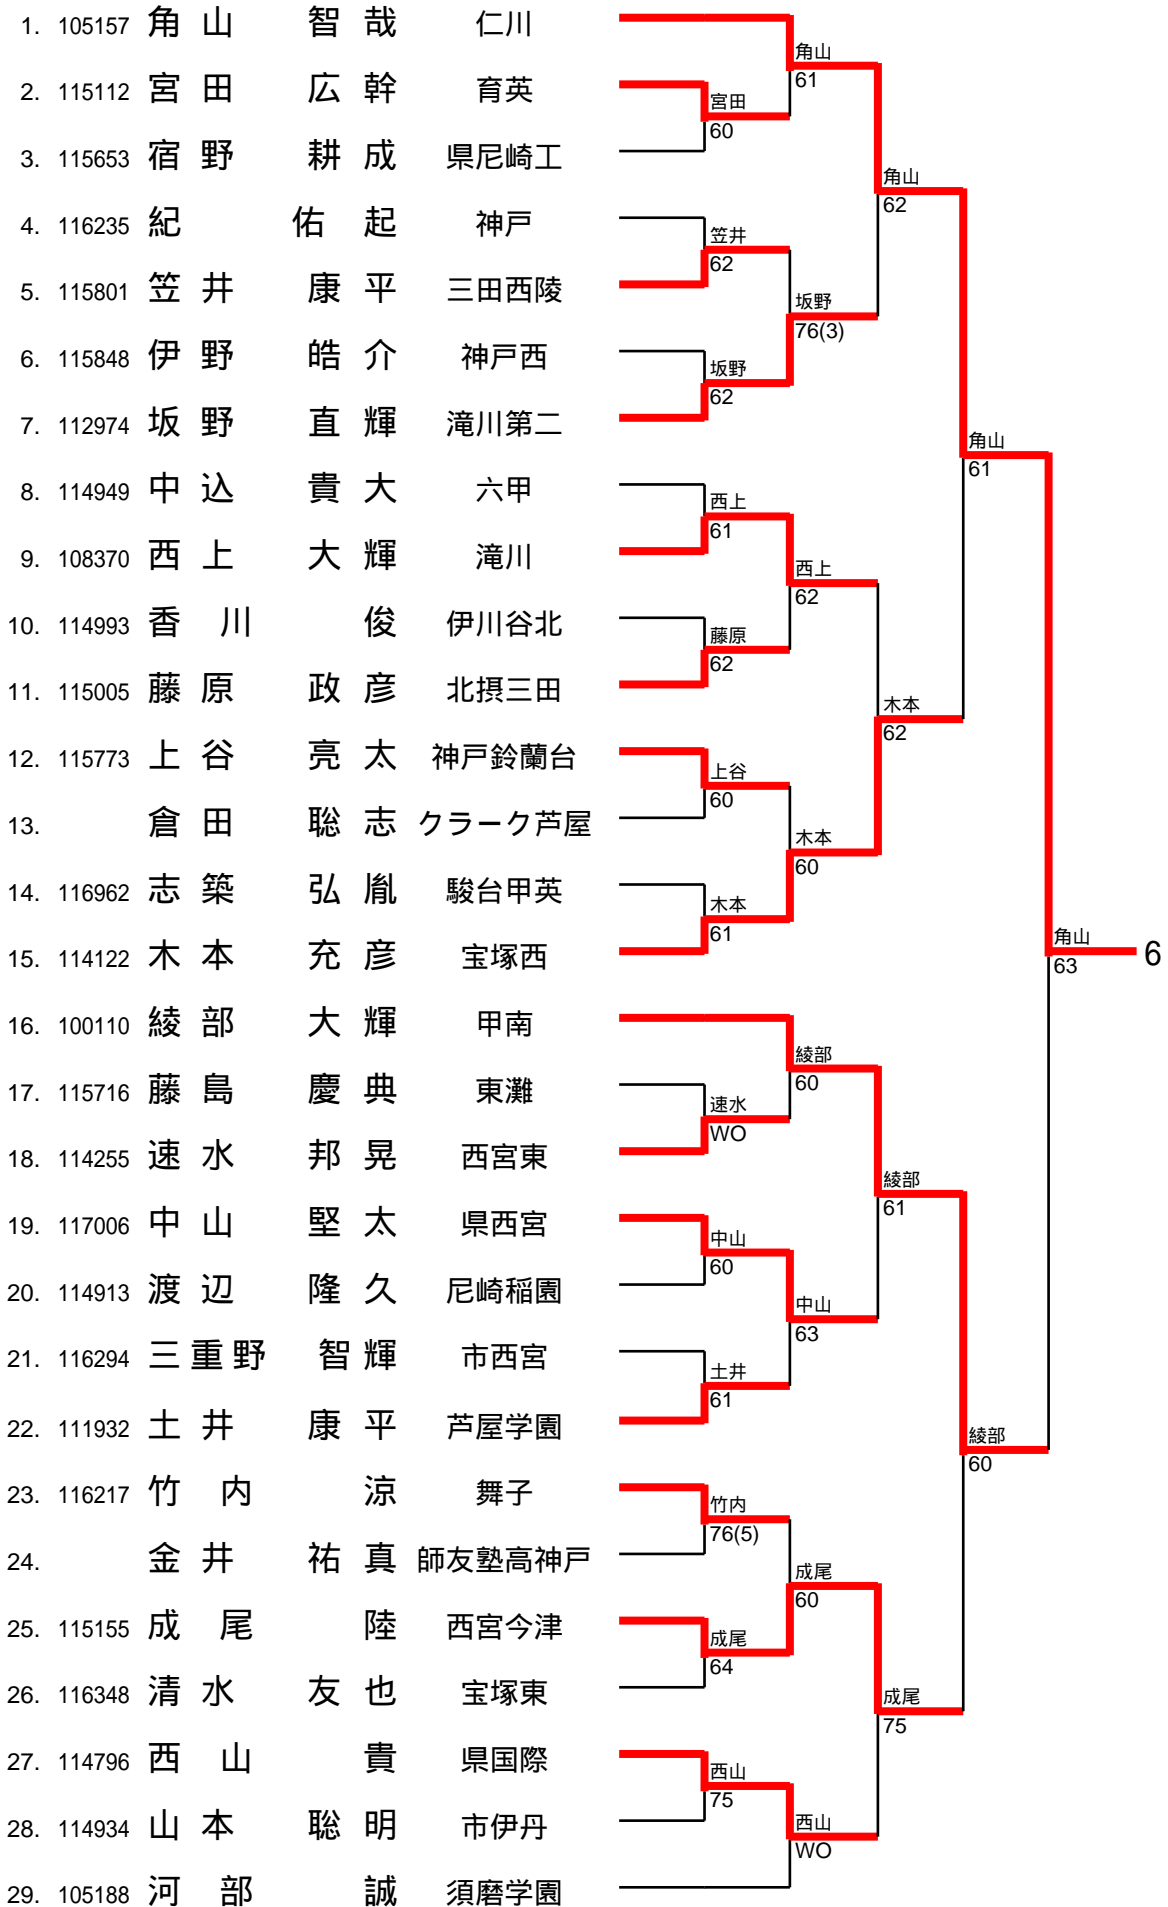 1. 105157 角山 智哉 仁川
2. 115112 宮田 広幹 育英
3. 115653 宿野 耕成 県尼崎工
4. 116235 紀 佑起 神戸
5. 115801 笠井 康平 三田西陵
6. 115848 伊野 皓介 神戸西
7. 112974 坂野 直輝 滝川第二
8. 114949 中込 貴大 六甲
9. 108370 西上 大輝 滝川
10. 114993 香川 俊 伊川谷北
11. 115005 藤原 政彦 北摂三田
12. 115773 上谷 亮太 神戸鈴蘭台
13. 倉田 聡志 クラーク芦屋
14. 116962 志築 弘胤 駿台甲英
15. 114122 木本 充彦 宝塚西
16. 100110 綾部 大輝 甲南
17. 115716 藤島 慶典 東灘
18. 114255 速水 邦晃 西宮東
19. 117006 中山 堅太 県西宮
20. 114913 渡辺 隆久 尼崎稲園
21. 116294 三重野 智輝 市西宮
22. 111932 土井 康平 芦屋学園
23. 116217 竹内 涼 舞子
24. 金井 祐真 師友塾高神戸
25. 115155 成尾 陸 西宮今津
26. 116348 清水 友也 宝塚東
27. 114796 西山 貴 県国際
28. 114934 山本 聡明 市伊丹
29. 105188 河部 誠 須磨学園
宮田
60
笠井
62
坂野
62
西上
61
藤原
62
上谷
60
木本
61
速水
WO
中山
60
土井
61
竹内
76(5)
成尾
64
西山
75
角山
61
坂野
76(3)
西上
62
木本
60
綾部
60
中山
63
成尾
60
西山
WO
角山
62
木本
62
綾部
61
成尾
75
角山
61
綾部
60
角山
63
6